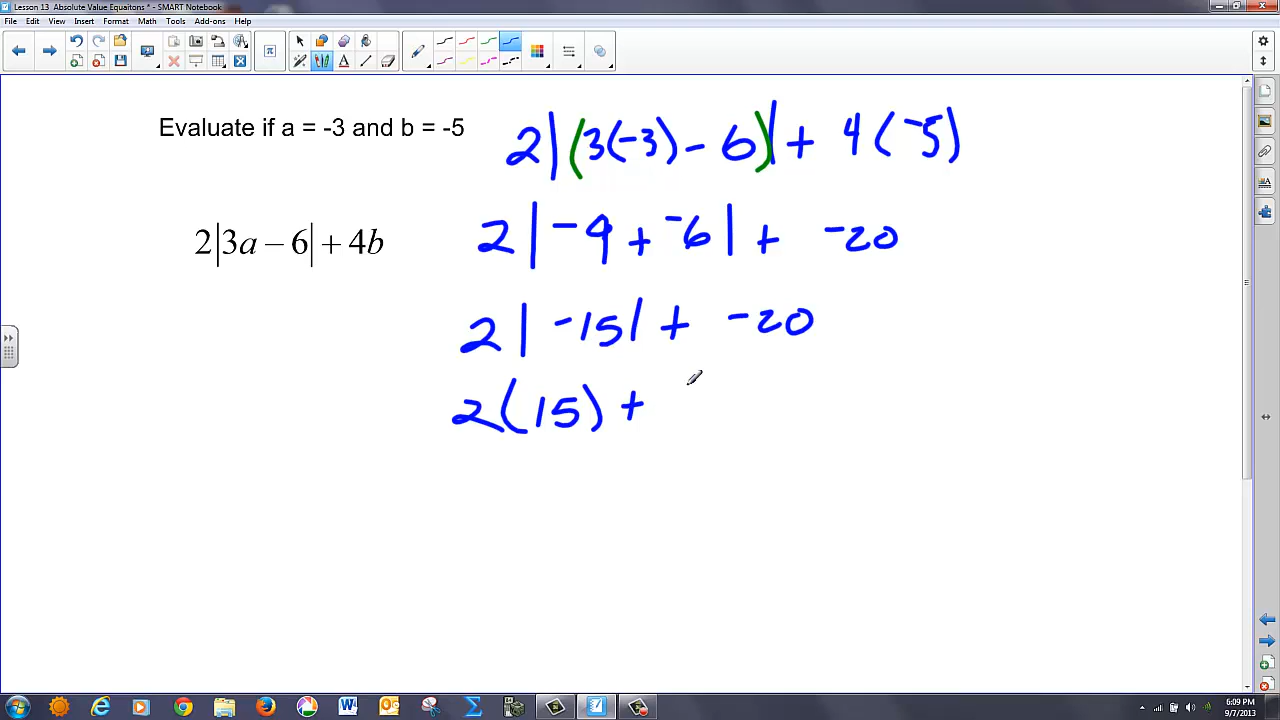 Lesson 13 Absolute Value Equaitons * - SMART Notebook
File Edit View Insert Format Math Tools Add-ons Help
Evaluate if a = -3 and b = -5
2|(3(-3) - 6)| + 4(-5)
2|3a − 6| + 4b
2|-9 + -6| + -20
2|-15| + -20
2(15) +
6:09 PM
9/7/2013